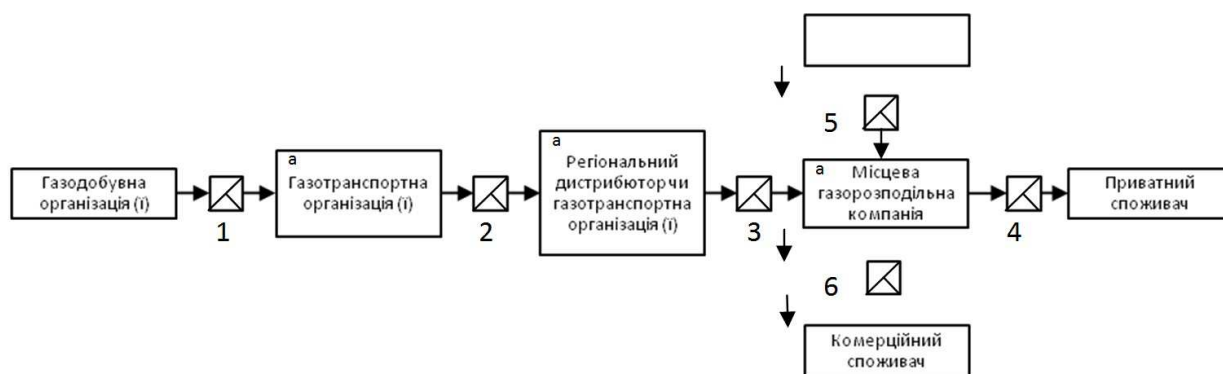 5
a
Газодобувна
організація (ї)
1
a
Газотранспортна
організація (ї)
2
a
Регіональний
дистрибютор чи
газотранспортна
організація (ї)
3
a
Місцева
газорозподільна
компанія
4
Приватний
споживач
6
Комерційний
споживач